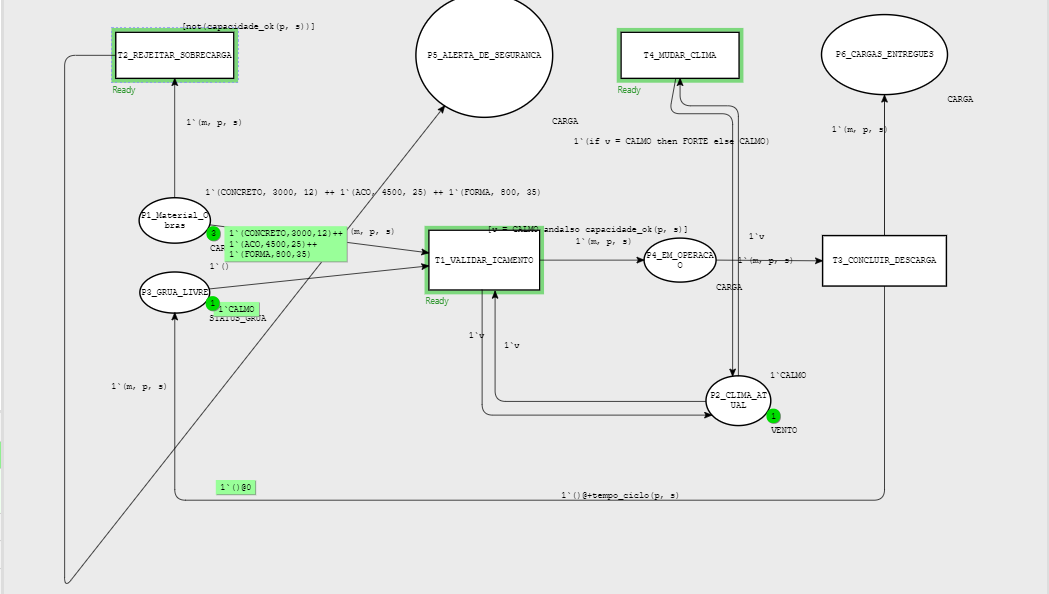 [not(capacidade_ok(p, s))]
T2_REJEITAR_SOBRECARGA
Ready
P5_ALERTA_DE_SEGURANCA
CARGA
T4_MUDAR_CLIMA
Ready
P6_CARGAS_ENTREGUES
CARGA
1`(m, p, s)
1`(m, p, s)
1`(if v = CALMO then FORTE else CALMO)
1`(CONCRETO, 3000, 12) ++ 1`(ACO, 4500, 25) ++ 1`(FORMA, 800, 35)
P1_Material_O
bras
3
CAR
1`(CONCRETO,3000,12)++
1`(ACO,4500,25)++
1`(FORMA,800,35)
(m, p, s)
[v = CALMO andalso capacidade_ok(p, s)]
1`(m, p, s)
1`v
T1_VALIDAR_ICAMENTO
Ready
P4_EM_OPERACA
O
CARGA
1`(m, p, s)
T3_CONCLUIR_DESCARGA
1`()
P3_GRUA_LIVRE
1
1`CALMO
STATUS_GRUA
1`v
1`v
1`(m, p, s)
1`CALMO
P2_CLIMA_AT
UAL
1
VENTO
1`()@0
1`()@+tempo_ciclo(p, s)